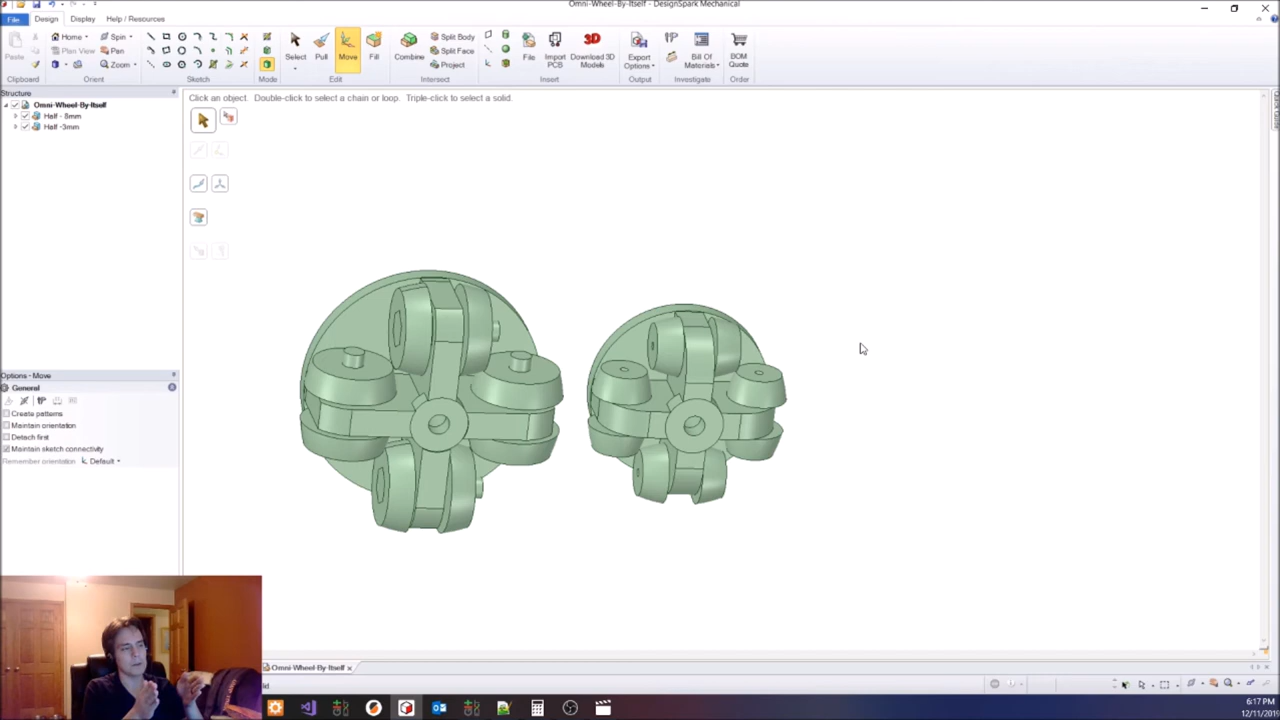 Omni-Wheel-By-Itself - DesignSpark Mechanical
File Design Display Help / Resources
Paste
Home Spin
Plan View Pan
Zoom
Select Pull Move Fill
Combine
Split Body
Split Face
Project
File Import PCB Download 3D Models
Export Options
Bill Of Materials
BOM Quote
Clipboard Orient Sketch Mode Edit Intersect Insert Output Investigate Order
Structure
Click an object. Double-click to select a chain or loop. Triple-click to select a solid.
Omni-Wheel-By-Itself
Half - 8mm
Half -3mm
Options - Move
General
Create patterns
Maintain orientation
Detach first
Maintain sketch connectivity
Remember orientation Default
Omni-Wheel-By-Itself
6:17 PM